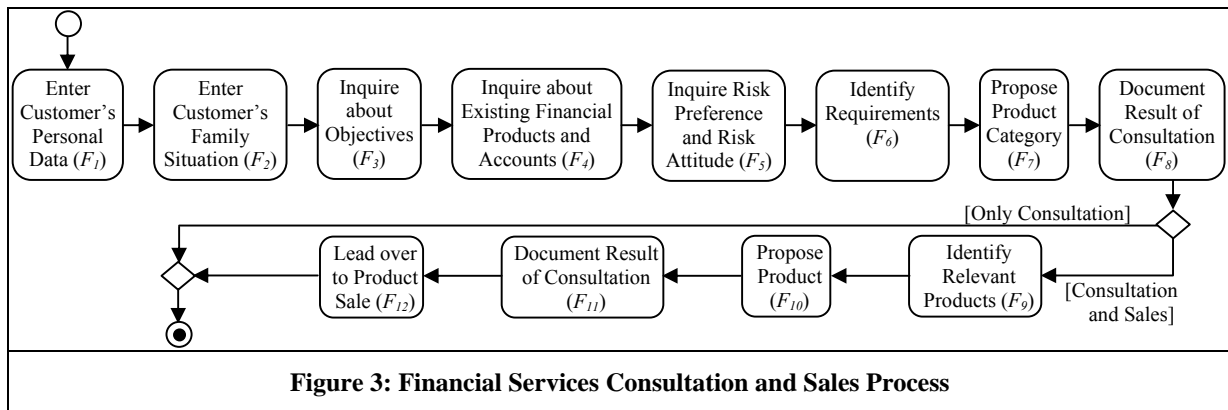 Enter
Customer’s
Personal
Data (F1)
Enter
Customer’s
Family
Situation (F2)
Inquire
about
Objectives
(F3)
Inquire about
Existing Financial
Products and
Accounts (F4)
Inquire Risk
Preference
and Risk
Attitude (F5)
Identify
Requirements
(F6)
Propose
Product
Category
(F7)
Document
Result of
Consultation
(F8)
[Only Consultation]
[Consultation
and Sales]
Identify
Relevant
Products (F9)
Propose
Product
(F10)
Document Result
of Consultation
(F11)
Lead over
to Product
Sale (F12)
Figure 3: Financial Services Consultation and Sales Process